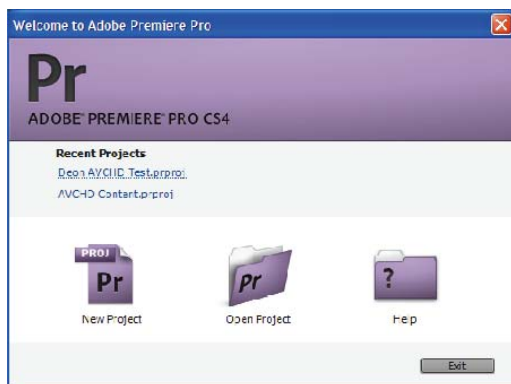 Welcome to Adobe Premiere Pro
Pr
ADOBE® PREMIERE® PRO CS4
Recent Projects
Deon AVCHD Test.prproj
AVCHD Content.prproj
PROJ
Pr
Pr
?
New Project
Open Project
Help
Exit